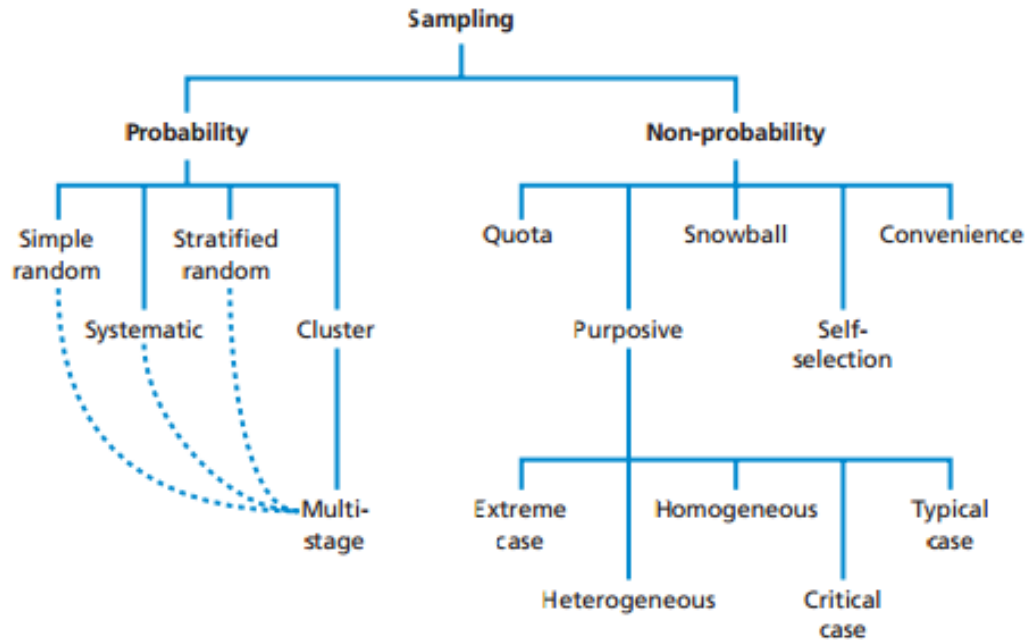 Sampling
Probability
Non-probability
Simple
random
Stratified
random
Quota
Snowball
Convenience
Systematic
Cluster
Purposive
Self-
selection
Multi-
stage
Extreme
case
Homogeneous
Typical
case
Heterogeneous
Critical
case